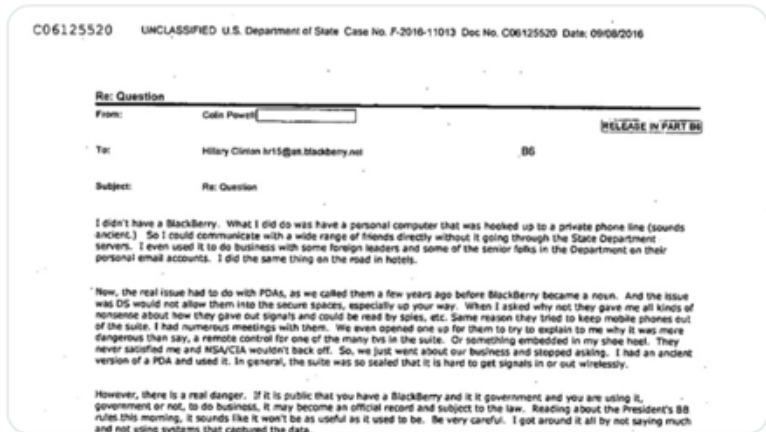 C06125520 UNCLASSIFIED U.S. Department of State Case No. F-2016-11013 Doc No. C06125520 Date: 09/08/2016
Re: Question
From: Colin Powell
RELEASE IN PART B6
To: Hillary Clinton hr15@att.blackberry.net B6
Subject: Re: Question
I didn't have a BlackBerry. What I did do was have a personal computer that was hooked up to a private phone line (sounds
ancient.) So I could communicate with a wide range of friends directly without it going through the State Department
servers. I even used it to do business with some foreign leaders and some of the senior folks in the Department on their
personal email accounts. I did the same thing on the road in hotels.
Now, the real issue had to do with PDAs, as we called them a few years ago before BlackBerry became a noun. And the issue
was DS would not allow them into the secure spaces, especially up your way. When I asked why not they gave me all kinds of
nonsense about how they gave out signals and could be read by spies, etc. Same reason they tried to keep mobile phones out
of the suite. I had numerous meetings with them. We even opened one up for them to try to explain to me why it was more
dangerous than say, a remote control for one of the many tvs in the suite. Or something embedded in my shoe heel. They
never satisfied me and NSA/CIA wouldn't back off. So, we just went about our business and stopped asking. I had an ancient
version of a PDA and used it. In general, the suite was so sealed that it is hard to get signals in or out wirelessly.
However, there is a real danger. If it is public that you have a BlackBerry and it it government and you are using it,
government or not, to do business, it may become an official record and subject to the law. Reading about the President's BB
rules this morning, it sounds like it won't be as useful as it used to be. Be very careful. I got around it all by not saying much
and not using systems that captured the data.